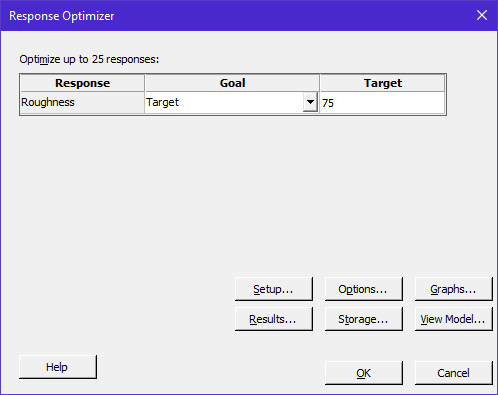 Response Optimizer
Optimize up to 25 responses:
Response Goal Target
Roughness Target 75
Setup... Options... Graphs...
Results... Storage... View Model...
Help
OK Cancel